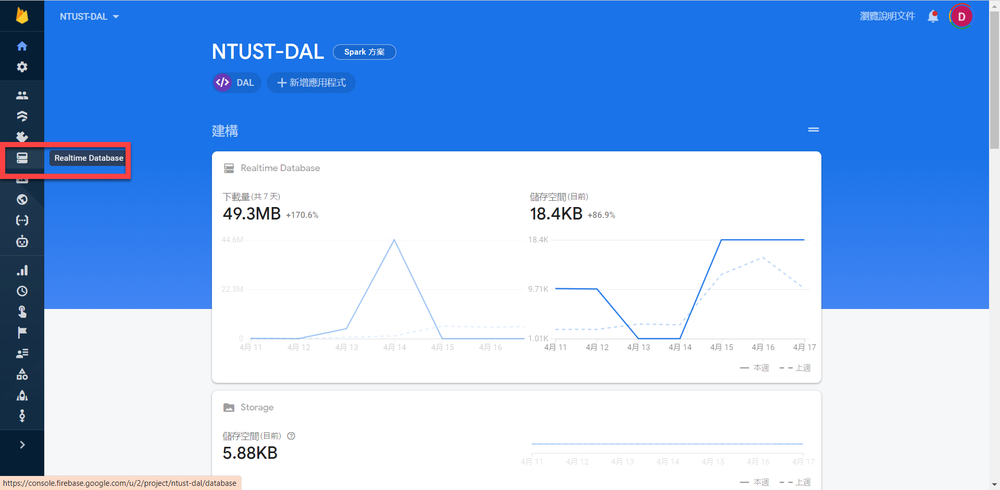 NTUST-DAL
瀏覽說明文件
D
NTUST-DAL
Spark 方案
DAL
新增應用程式
建構
Realtime Database
Realtime Database
下載量 (共 7 天)
49.3MB +170.6%
44.6M
22.3M
0
4月 11 4月 12 4月 13 4月 14 4月 15 4月 16
儲存空間 (目前)
18.4KB +86.9%
18.4K
9.71K
1.01K
4月 11 4月 12 4月 13 4月 14 4月 15 4月 16 4月 17
本週 上週
Storage
儲存空間 (目前)
5.88KB
4月 11 4月 12 4月 13 4月 14 4月 15 4月 16 4月 17
本週 上週
https://console.firebase.google.com/u/2/project/ntust-dal/database